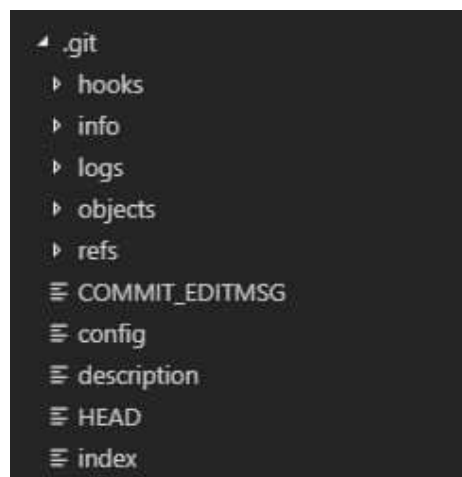 .git
hooks
info
logs
objects
refs
COMMIT_EDITMSG
config
description
HEAD
index